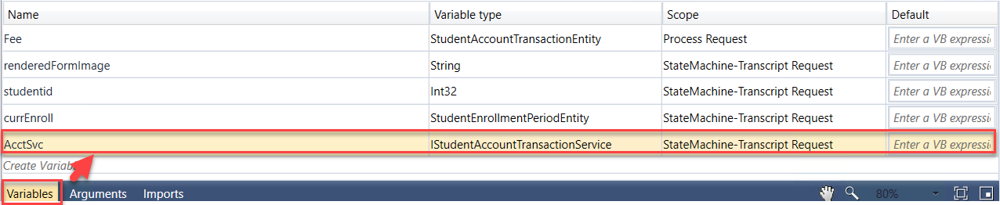 Name Variable type Scope Default
Fee StudentAccountTransactionEntity Process Request Enter a VB expressi
renderedFormImage String StateMachine-Transcript Request Enter a VB expressi
studentid Int32 StateMachine-Transcript Request Enter a VB expressi
currEnroll StudentEnrollmentPeriodEntity StateMachine-Transcript Request Enter a VB expressi
AcctSvc IStudentAccountTransactionService StateMachine-Transcript Request Enter a VB expressi
Create Variabl
Variables Arguments Imports 80%